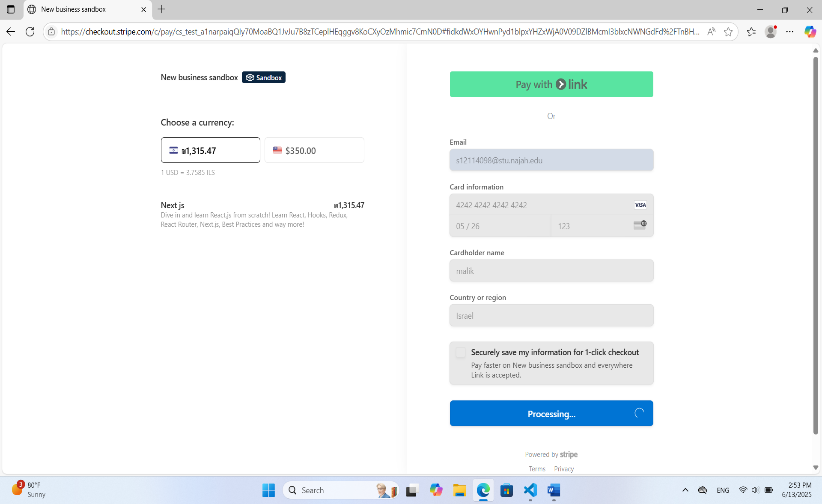 New business sandbox
https://checkout.stripe.com/c/pay/cs_test_a1narpaiqQIy70MoaBQ1JvJu7B8zTCeplHEqggv8KoCXyOzMhmic7CmN0D#fidkdWxOYHwnPyd1blpxYHZxWjA0V09DZlBMcml3blxcNWNGdFd%2FTnBH...
New business sandbox Sandbox
Choose a currency:
₪1,315.47 $350.00
1 USD = 3.7585 ILS
Next js ₪1,315.47
Dive in and learn React.js from scratch! Learn React, Hooks, Redux,
React Router, Next.js, Best Practices and way more!
Pay with link
Or
Email
s12114098@stu.najah.edu
Card information
4242 4242 4242 4242 VISA
05 / 26 123
Cardholder name
malik
Country or region
Israel
Securely save my information for 1-click checkout
Pay faster on New business sandbox and everywhere
Link is accepted.
Processing...
Powered by stripe
Terms Privacy
3
80°F
Sunny
Search
ENG
2:53 PM
6/13/2025